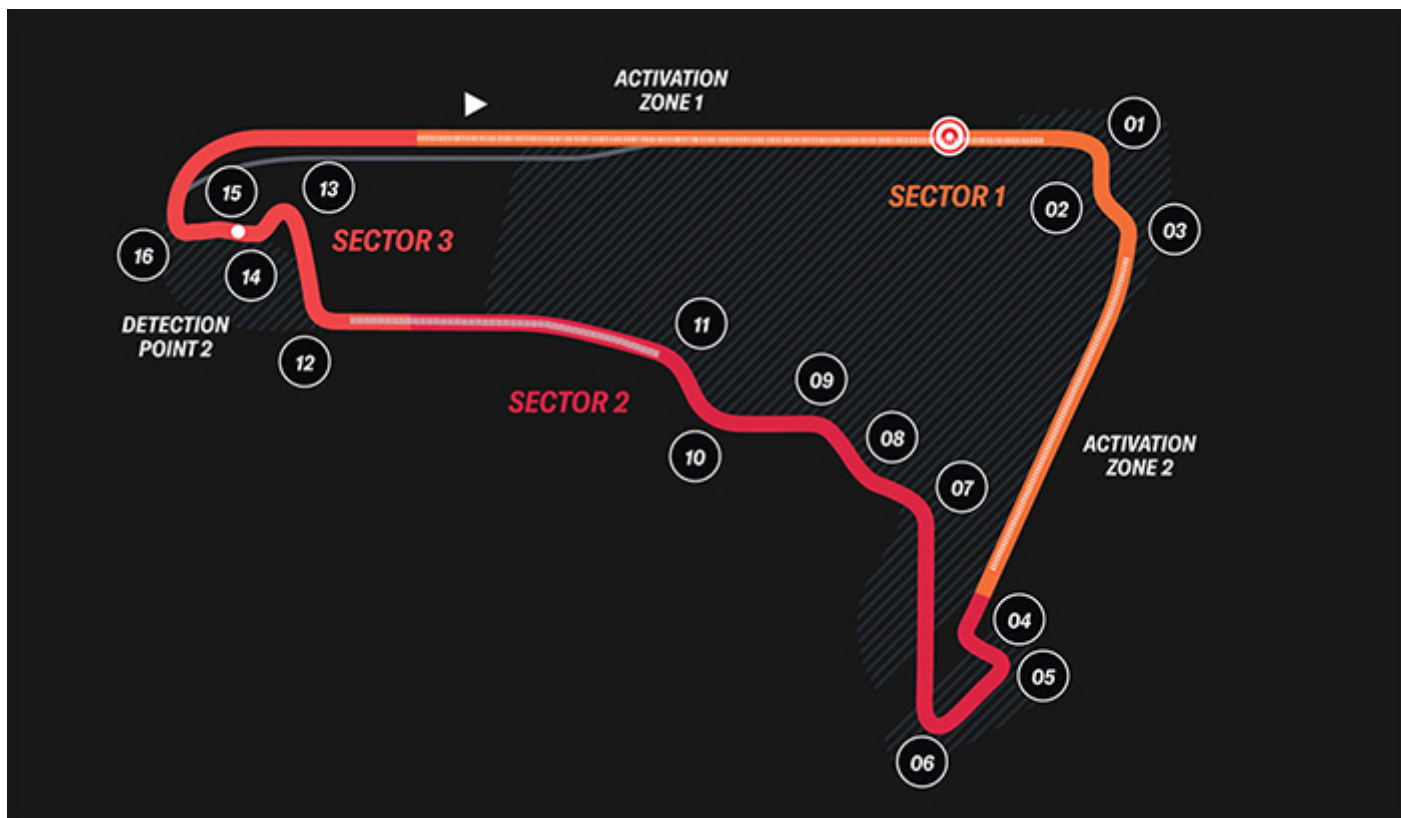 ACTIVATION
ZONE 1
01
SECTOR 1
02
03
15
13
SECTOR 3
16
14
DETECTION
POINT 2
12
11
SECTOR 2
09
10
08
07
ACTIVATION
ZONE 2
04
05
06